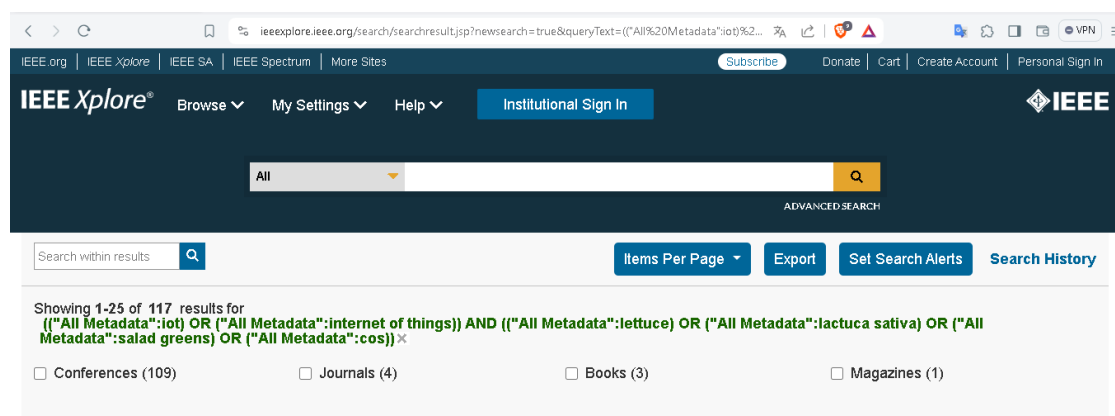 ieeexplore.ieee.org/search/searchresult.jsp?newsearch=true&queryText=(("All%20Metadata":iot)%2... VPN
IEEE.org | IEEE Xplore | IEEE SA | IEEE Spectrum | More Sites Subscribe Donate | Cart | Create Account | Personal Sign In
IEEE Xplore® Browse My Settings Help Institutional Sign In IEEE
All
ADVANCED SEARCH
Search within results Items Per Page Export Set Search Alerts Search History
Showing 1-25 of 117 results for
(("All Metadata":iot) OR ("All Metadata":internet of things)) AND (("All Metadata":lettuce) OR ("All Metadata":lactuca sativa) OR ("All
Metadata":salad greens) OR ("All Metadata":cos))×
Conferences (109) Journals (4) Books (3) Magazines (1)